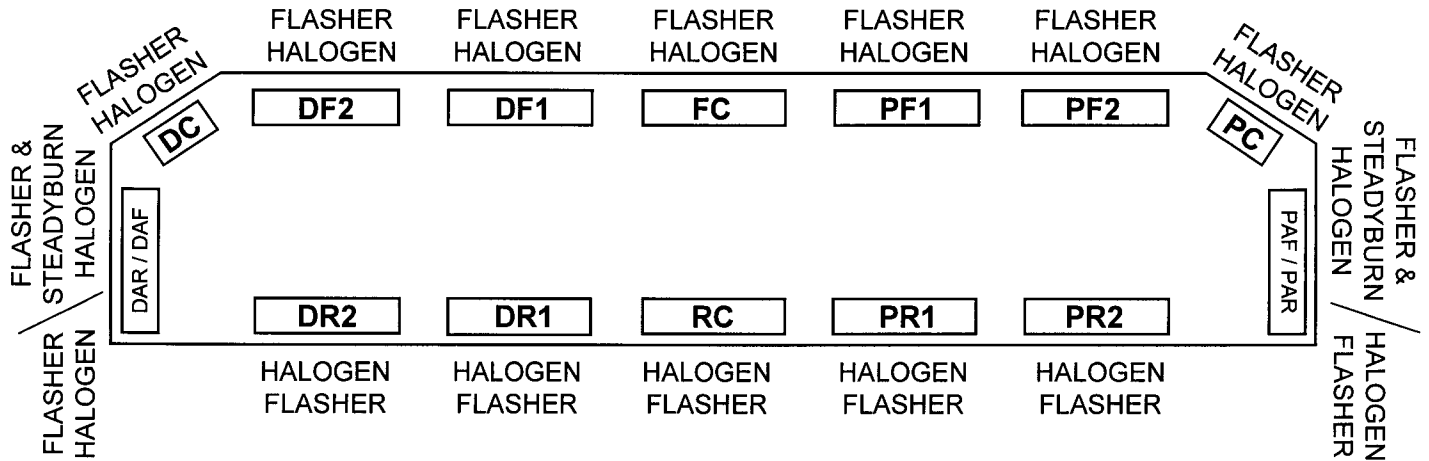 FLASHER
HALOGEN
FLASHER
HALOGEN
FLASHER
HALOGEN
FLASHER
HALOGEN
FLASHER
HALOGEN
FLASHER
HALOGEN
FLASHER
HALOGEN
DC
DF2
DF1
FC
PF1
PF2
PC
FLASHER &
STEADYBURN
HALOGEN
DAR / DAF
PAF / PAR
FLASHER &
STEADYBURN
HALOGEN
FLASHER
HALOGEN
DR2
DR1
RC
PR1
PR2
HALOGEN
FLASHER
HALOGEN
FLASHER
HALOGEN
FLASHER
HALOGEN
FLASHER
HALOGEN
FLASHER
HALOGEN
FLASHER